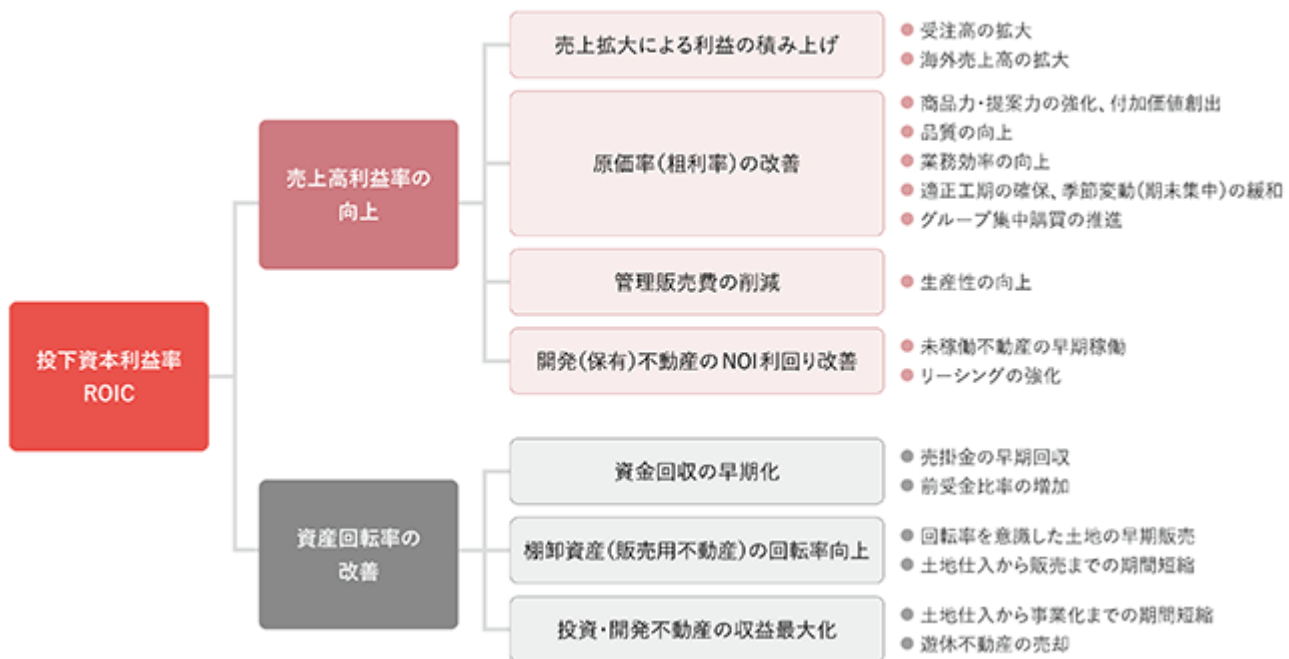 投下資本利益率
ROIC
売上高利益率の
向上
売上拡大による利益の積み上げ
受注高の拡大
海外売上高の拡大
原価率(粗利率)の改善
商品力・提案力の強化、付加価値創出
品質の向上
業務効率の向上
適正工期の確保、季節変動(期末集中)の緩和
グループ集中購買の推進
管理販売費の削減
生産性の向上
開発(保有)不動産のNOI利回り改善
未稼働不動産の早期稼働
リーシングの強化
資産回転率の
改善
資金回収の早期化
売掛金の早期回収
前受金比率の増加
棚卸資産(販売用不動産)の回転率向上
回転率を意識した土地の早期販売
土地仕入から販売までの期間短縮
投資・開発不動産の収益最大化
土地仕入から事業化までの期間短縮
遊休不動産の売却